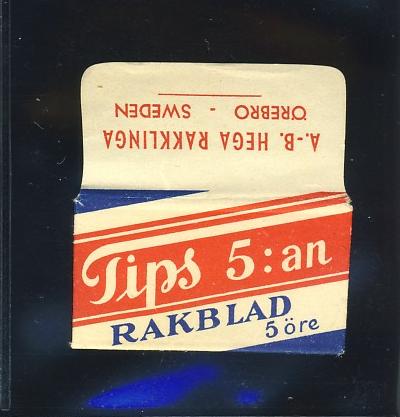 A.-B. HEGA RAKKLINGA
ÖREBRO - SWEDEN
Tips 5:an
RAKBLAD
5 öre